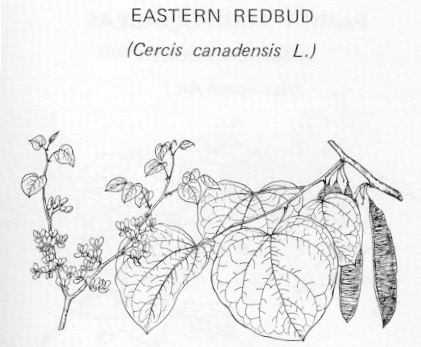 EASTERN REDBUD
(Cercis canadensis L.)